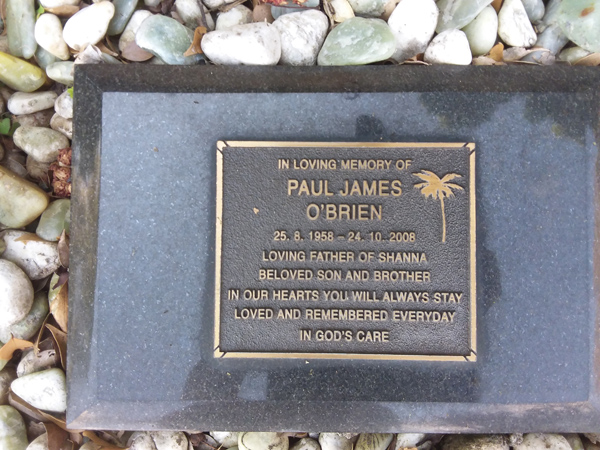 IN LOVING MEMORY OF
PAUL JAMES
O'BRIEN
25. 8. 1958 - 24. 10. 2008
LOVING FATHER OF SHANNA
BELOVED SON AND BROTHER
IN OUR HEARTS YOU WILL ALWAYS STAY
LOVED AND REMEMBERED EVERYDAY
IN GOD'S CARE